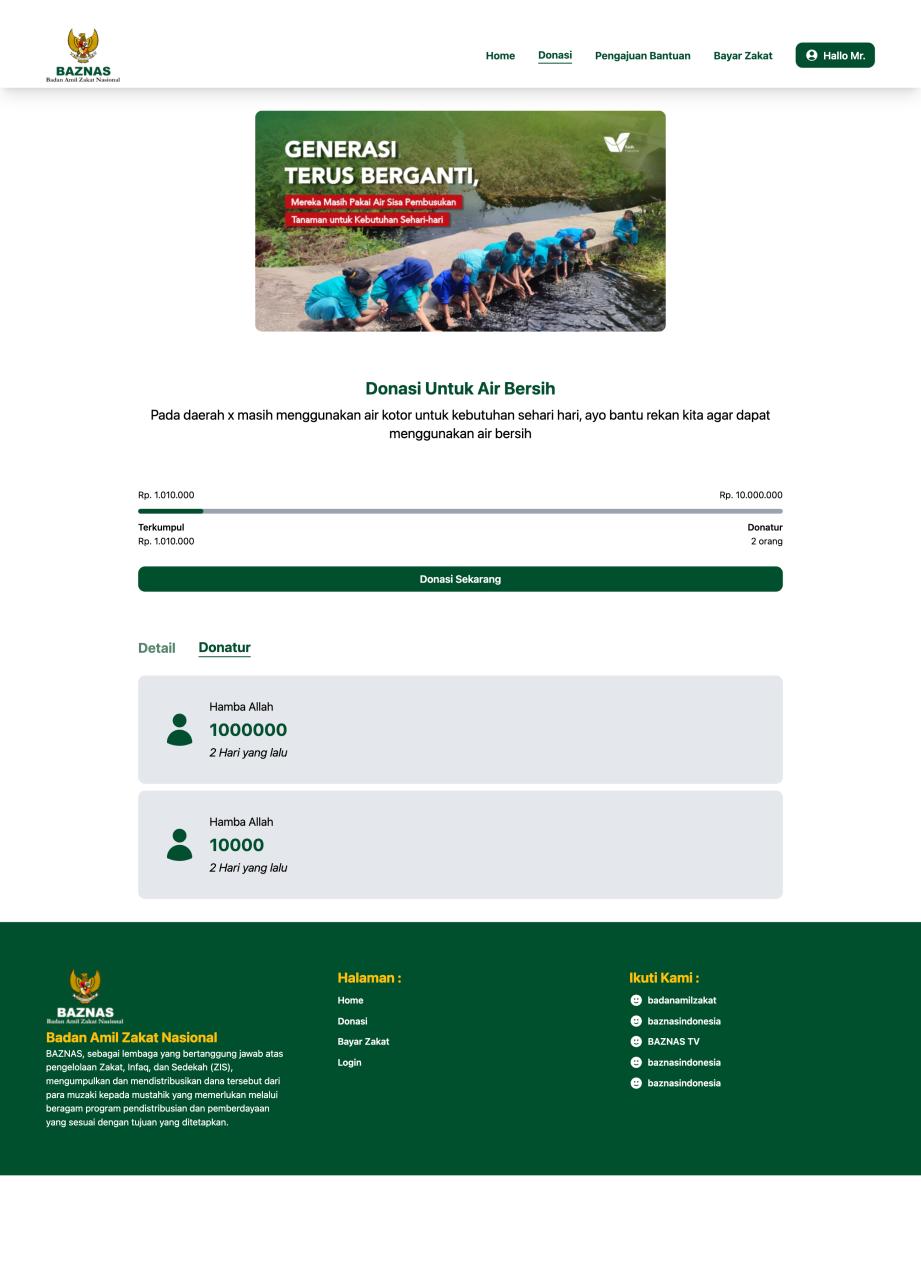 BAZNAS
Badan Amil Zakat Nasional
Home
Donasi
Pengajuan Bantuan
Bayar Zakat
Hallo Mr.
GENERASI
TERUS BERGANTI,
Mereka Masih Pakai Air Sisa Pembusukan
Tanaman untuk Kebutuhan Sehari-hari
Donasi Untuk Air Bersih
Pada daerah x masih menggunakan air kotor untuk kebutuhan sehari hari, ayo bantu rekan kita agar dapat
menggunakan air bersih
Rp. 1.010.000
Rp. 10.000.000
Terkumpul
Donatur
Rp. 1.010.000
2 orang
Donasi Sekarang
Detail
Donatur
Hamba Allah
1000000
2 Hari yang lalu
Hamba Allah
10000
2 Hari yang lalu
BAZNAS
Badan Amil Zakat Nasional
Badan Amil Zakat Nasional
BAZNAS, sebagai lembaga yang bertanggung jawab atas
pengelolaan Zakat, Infaq, dan Sedekah (ZIS),
mengumpulkan dan mendistribusikan dana tersebut dari
para muzaki kepada mustahik yang memerlukan melalui
beragam program pendistribusian dan pemberdayaan
yang sesuai dengan tujuan yang ditetapkan.
Halaman :
Home
Donasi
Bayar Zakat
Login
Ikuti Kami :
badanamilzakat
baznasindonesia
BAZNAS TV
baznasindonesia
baznasindonesia